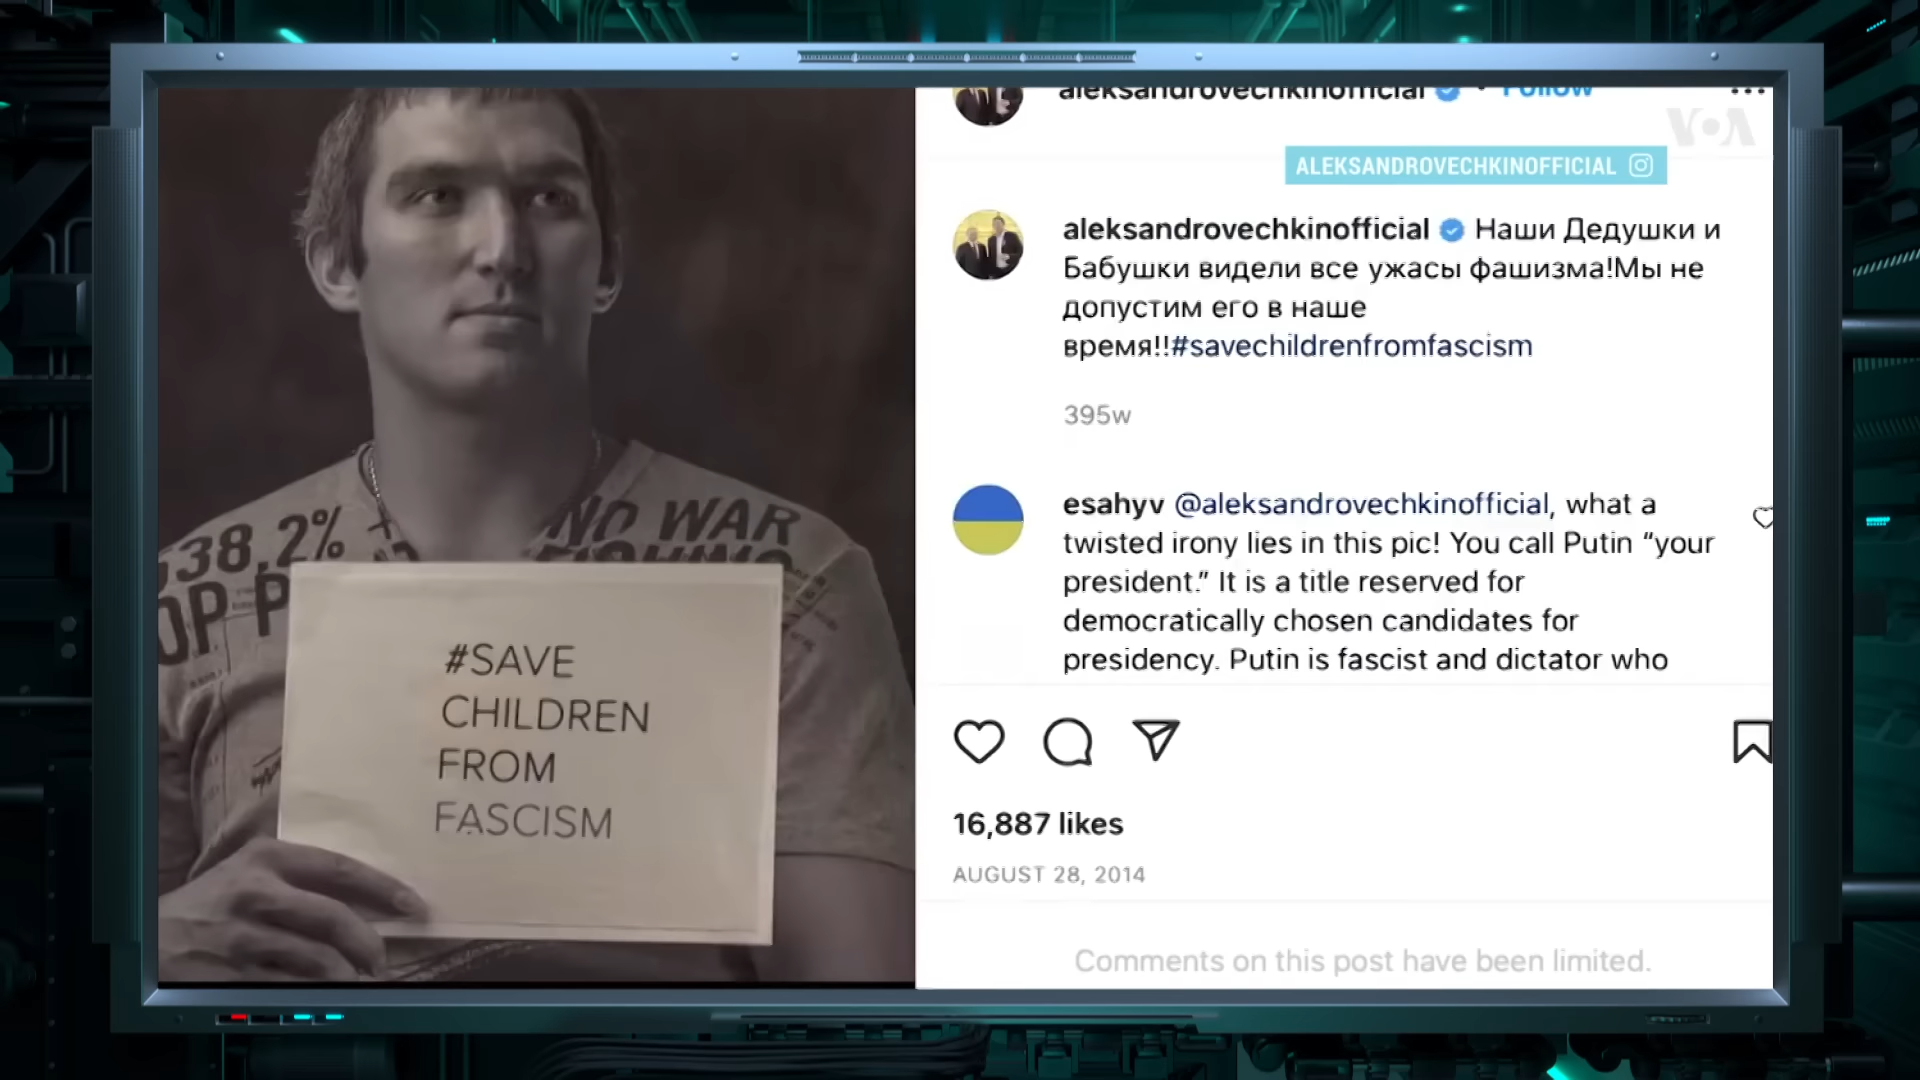 aleksandrovechkinofficial • Follow
VOA
ALEKSANDROVECHKINOFFICIAL
aleksandrovechkinofficial Наши Дедушки и
Бабушки видели все ужасы фашизма!Мы не
допустим его в наше
время!!#savechildrenfromfascism
395w
esahyv @aleksandrovechkinofficial, what a
twisted irony lies in this pic! You call Putin “your
president.” It is a title reserved for
democratically chosen candidates for
presidency. Putin is fascist and dictator who
16,887 likes
AUGUST 28, 2014
Comments on this post have been limited.
38,2%
NO WAR
#SAVE
CHILDREN
FROM
FASCISM